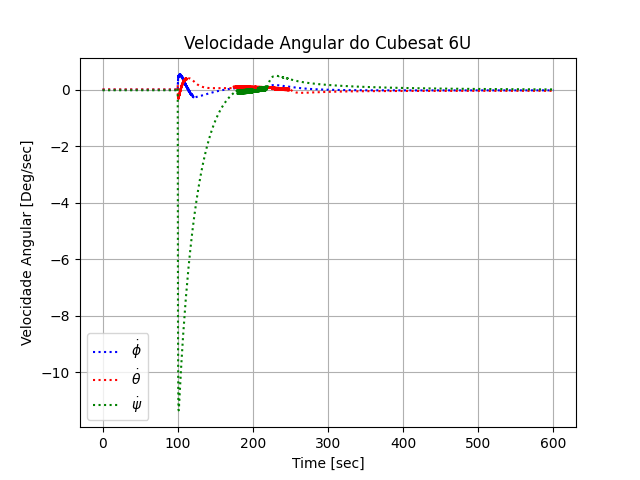 Velocidade Angular do Cubesat 6U
Velocidade Angular [Deg/sec]
0
−2
−4
−6
−8
−10
ϕ̇
θ̇
ψ̇
0 100 200 300 400 500 600
Time [sec]